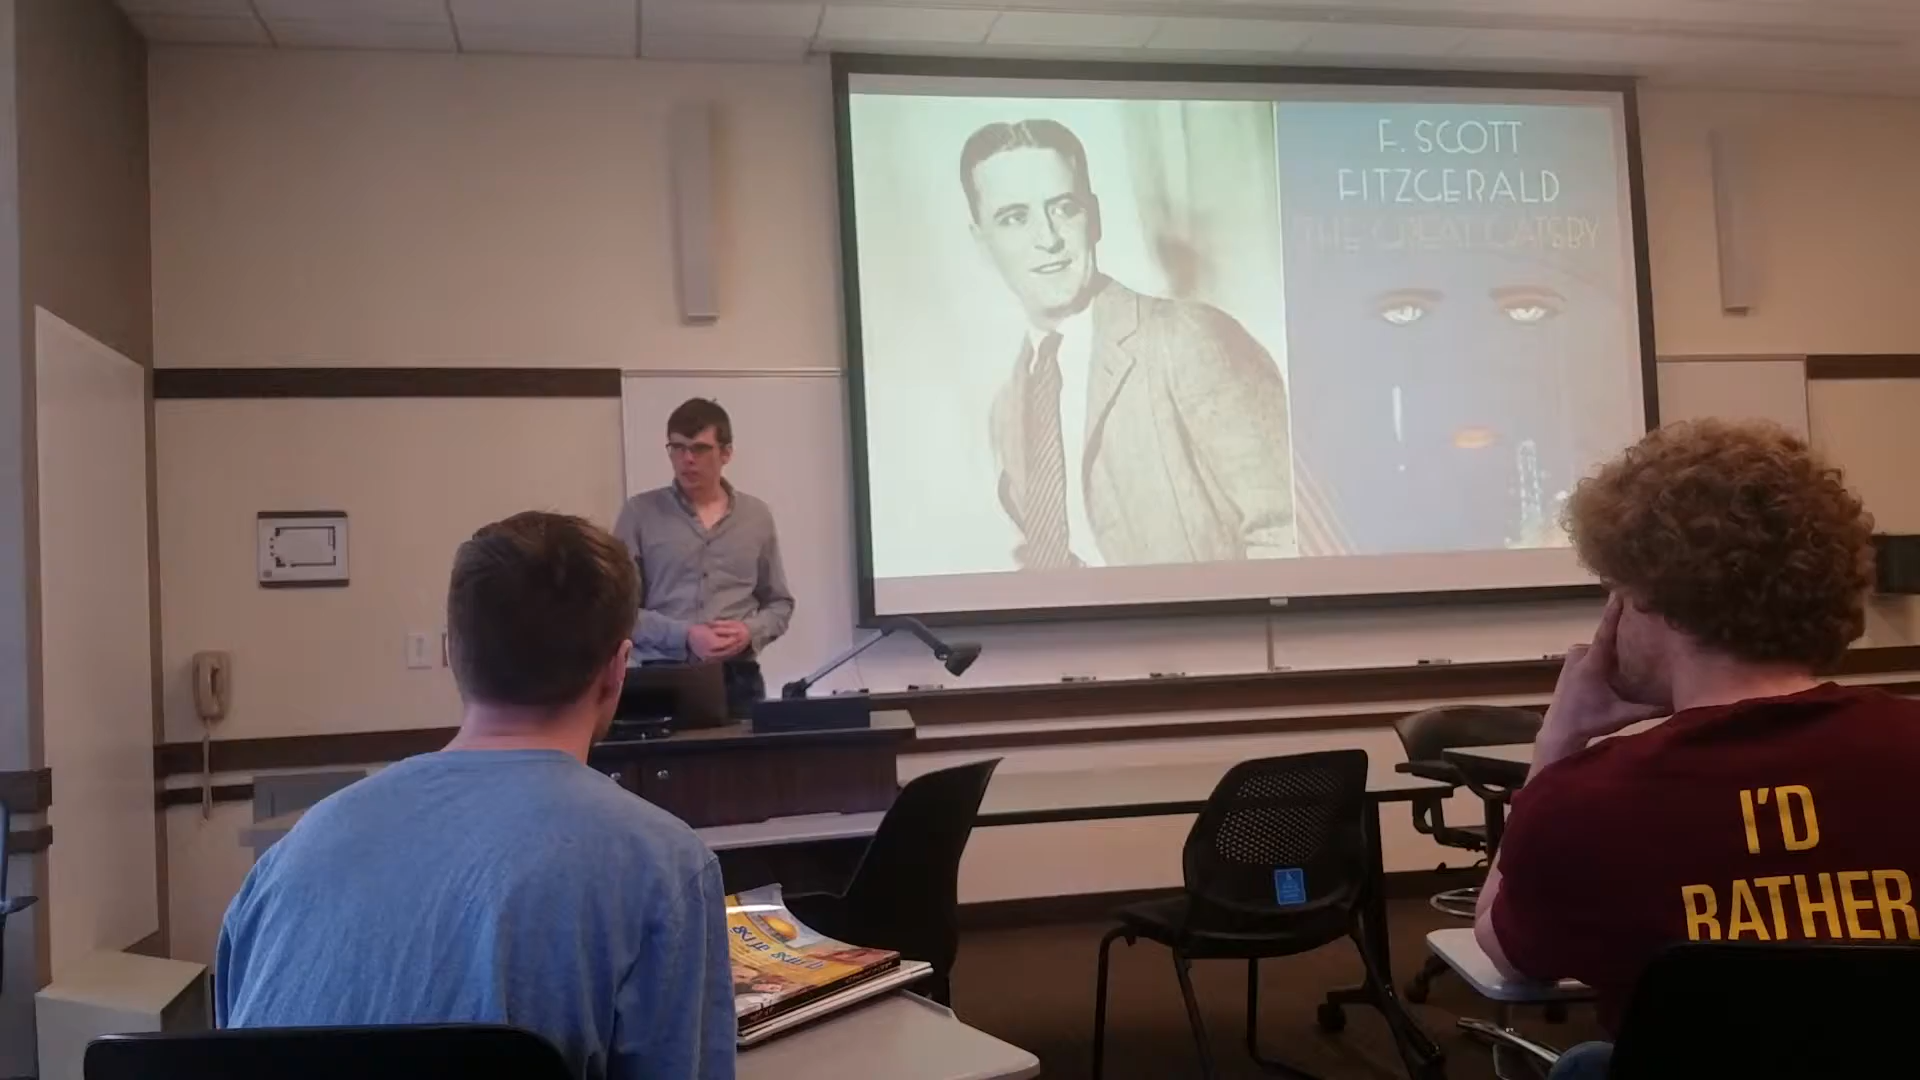 F. SCOTT
FITZGERALD
THE GREAT GATSBY
I'D
RATHER